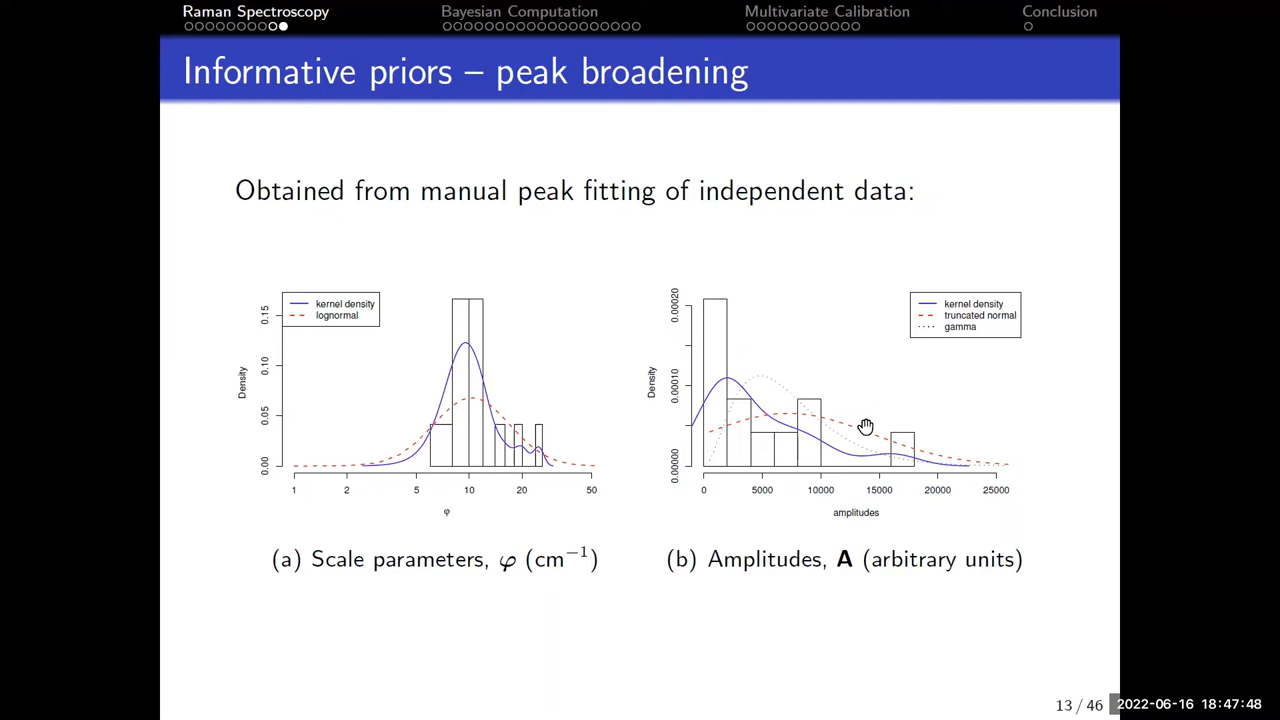 Raman Spectroscopy Bayesian Computation Multivariate Calibration Conclusion
Informative priors – peak broadening
Obtained from manual peak fitting of independent data:
kernel density
lognormal
Density
0.00 0.05 0.10 0.15
1 2 5 10 20 50
φ
(a) Scale parameters, φ (cm⁻¹)
kernel density
truncated normal
gamma
Density
0.00000 0.00010 0.00020
0 5000 10000 15000 20000 25000
amplitudes
(b) Amplitudes, A (arbitrary units)
13 / 46
2022-06-16 18:47:48